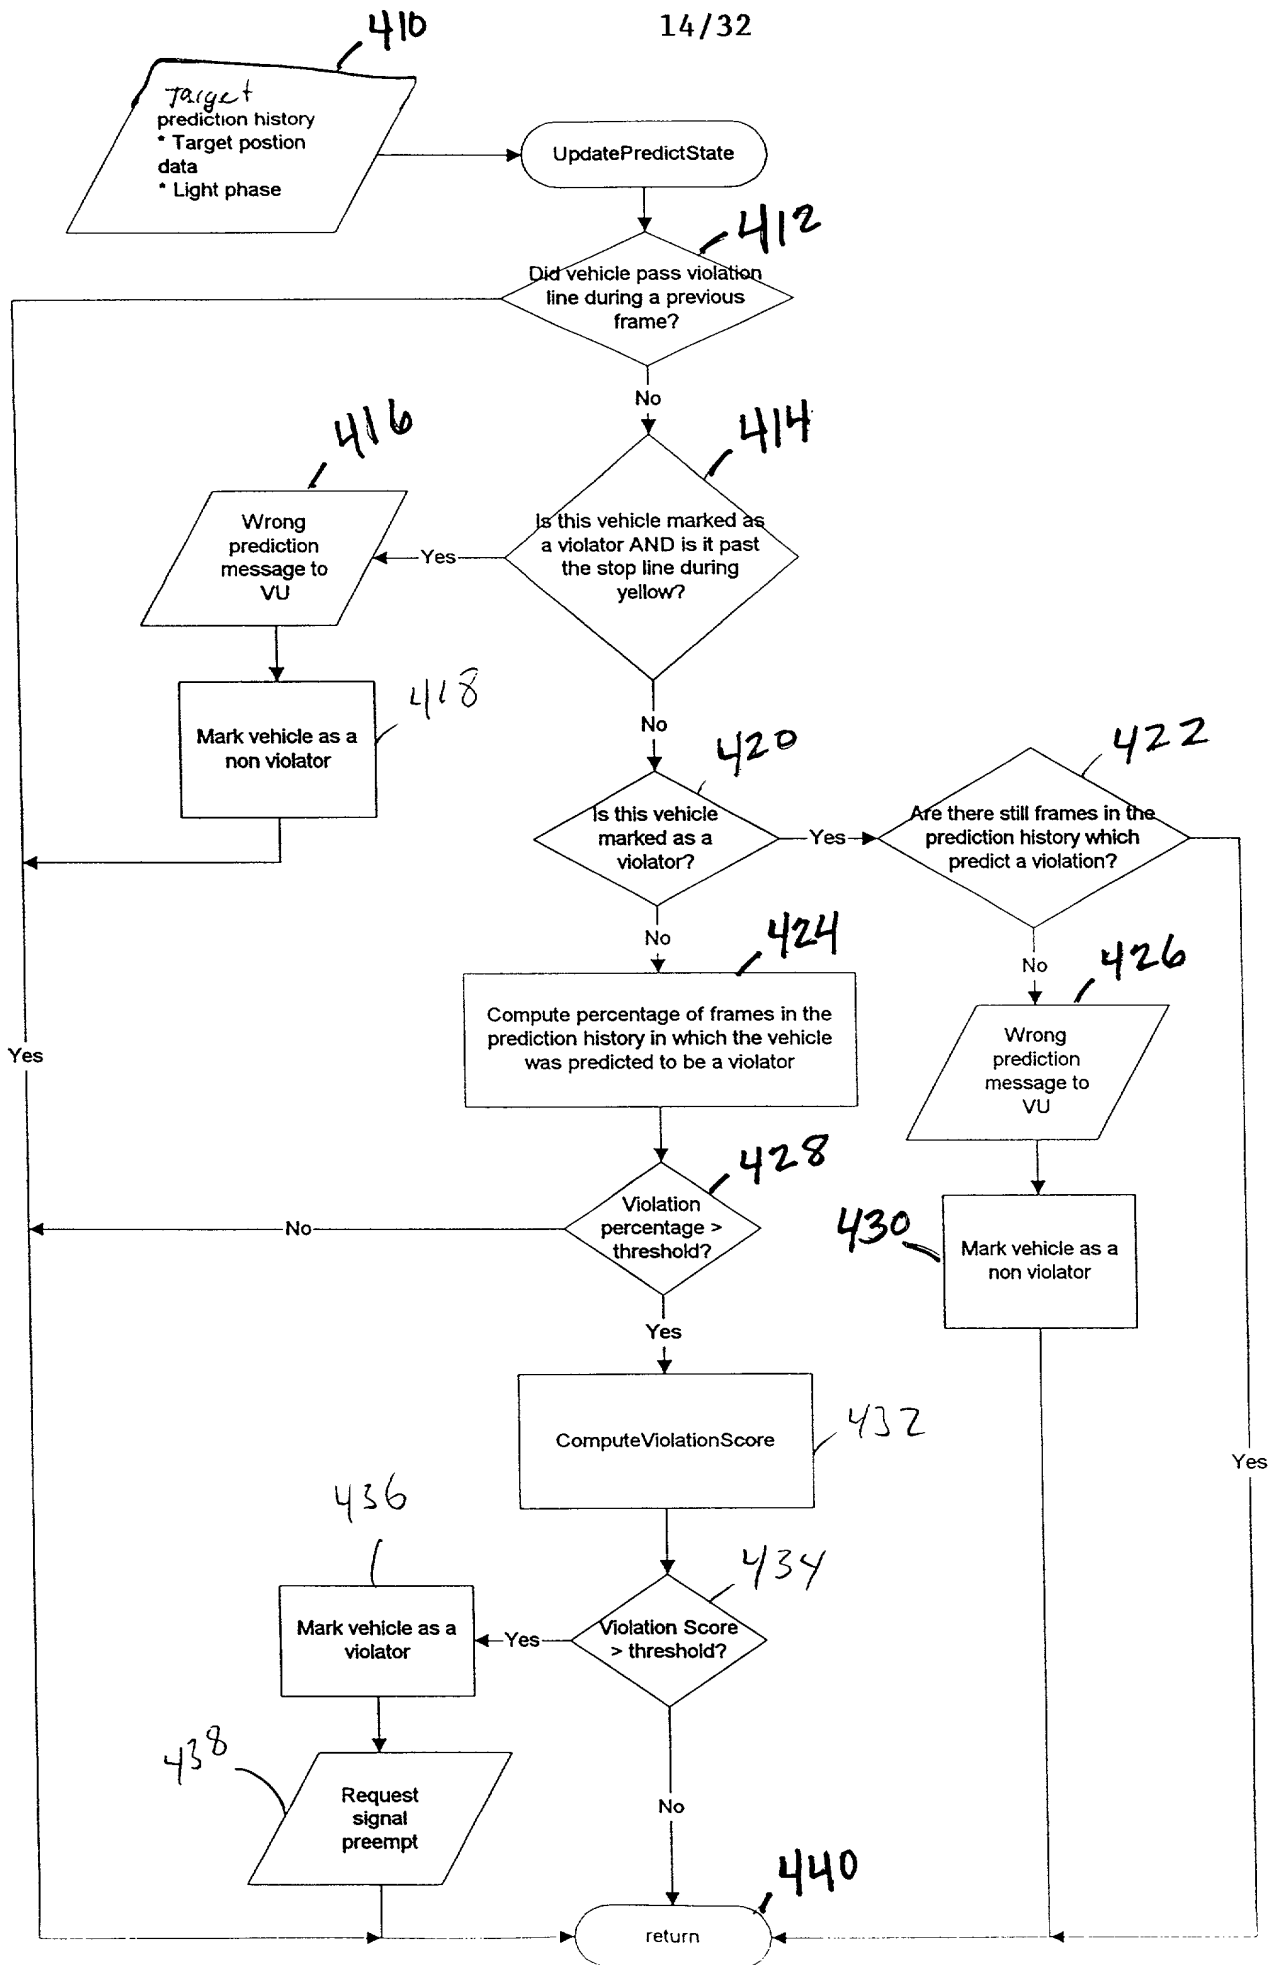 14/32
410
Target
prediction history
* Target postion
data
* Light phase
UpdatePredictState
412
Did vehicle pass violation
line during a previous
frame?
No
416
414
Wrong
prediction
message to
VU
Yes
Is this vehicle marked as
a violator AND is it past
the stop line during
yellow?
418
Mark vehicle as a
non violator
No
420
422
Is this vehicle
marked as a
violator?
Yes
Are there still frames in the
prediction history which
predict a violation?
No
424
No
426
Compute percentage of frames in the
prediction history in which the vehicle
was predicted to be a violator
Wrong
prediction
message to
VU
Yes
428
Violation
percentage >
threshold?
No
430
Mark vehicle as a
non violator
Yes
ComputeViolationScore
432
Yes
436
434
Mark vehicle as a
violator
Yes
Violation Score
> threshold?
438
Request
signal
preempt
No
440
return